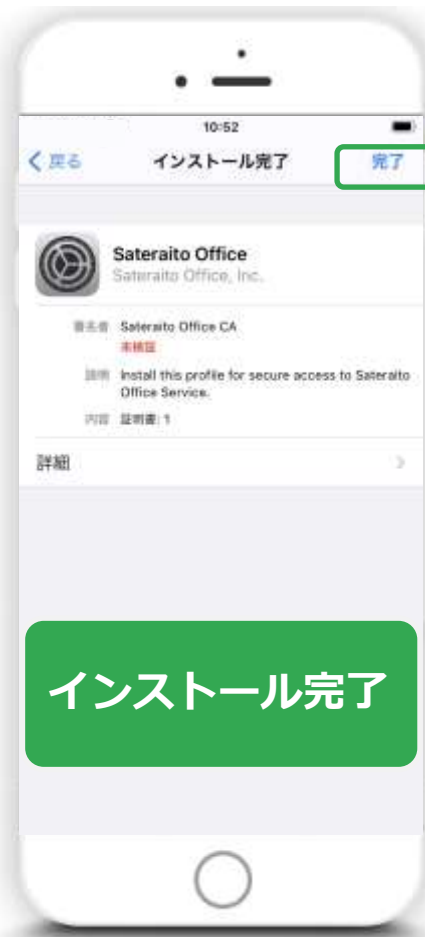 10:52
戻る インストール完了 完了
Sateraito Office
Sateraito Office, Inc.
署名者 Sateraito Office CA
未検証
説明 Install this profile for secure access to Sateraito
Office Service.
内容 証明書: 1
詳細
インストール完了